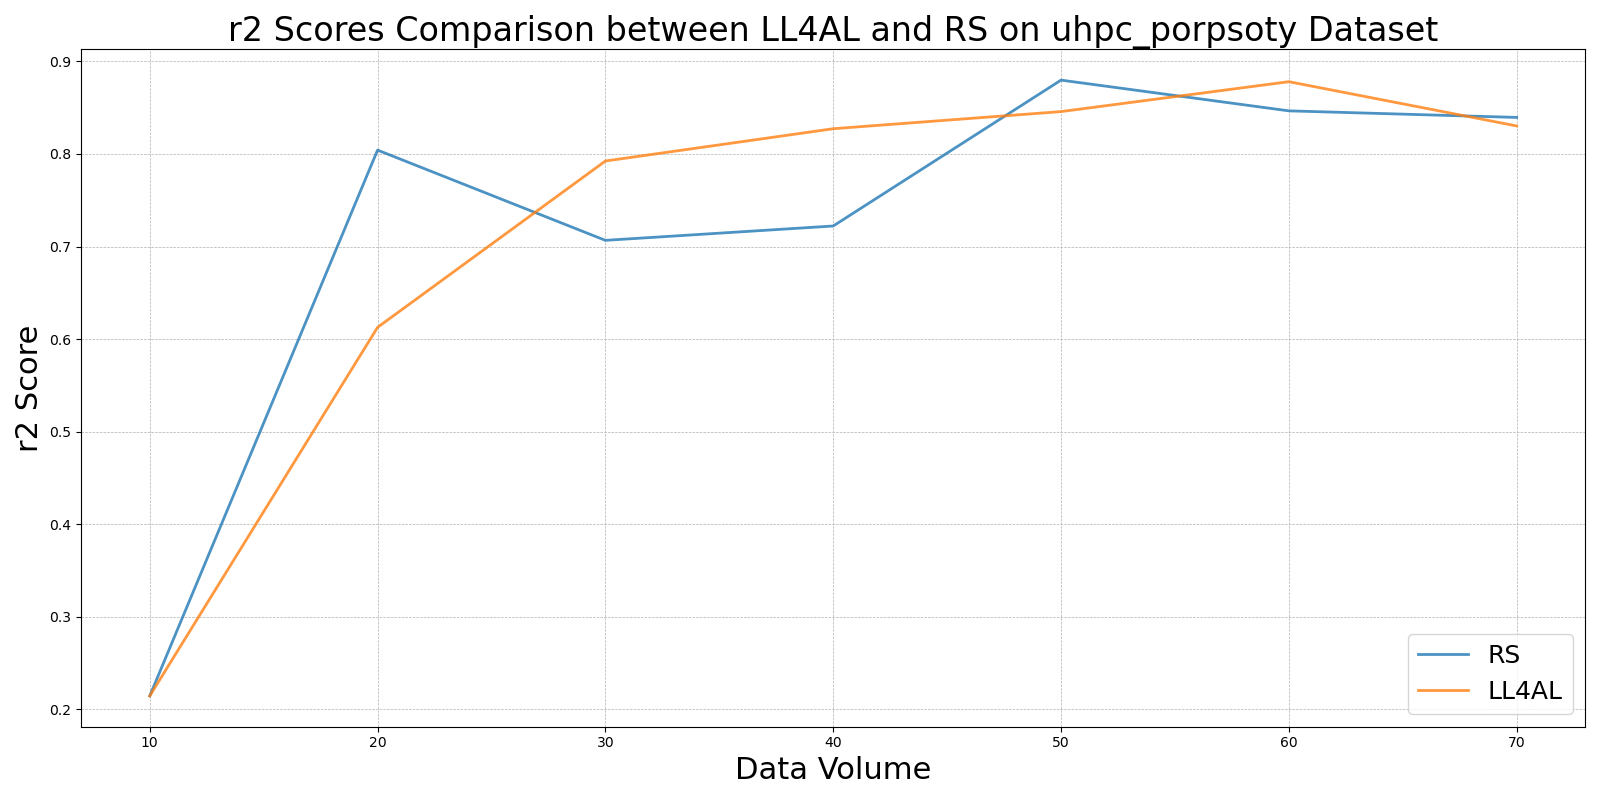 r2 Scores Comparison between LL4AL and RS on uhpc_porpsoty Dataset
r2 Score
0.9
0.8
0.7
0.6
0.5
0.4
0.3
0.2
10 20 30 40 50 60 70
Data Volume
RS
LL4AL